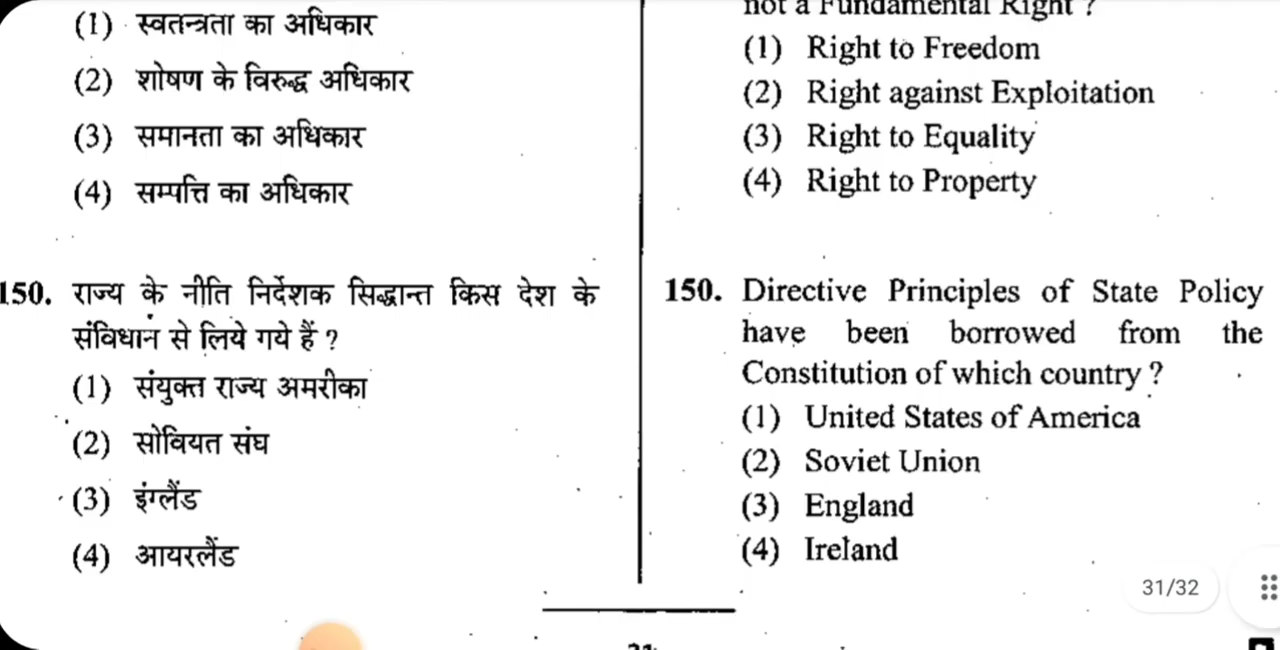 (1) स्वतन्त्रता का अधिकार
(2) शोषण के विरुद्ध अधिकार
(3) समानता का अधिकार
(4) सम्पत्ति का अधिकार
150. राज्य के नीति निर्देशक सिद्धान्त किस देश के
संविधान से लिये गये हैं ?
(1) संयुक्त राज्य अमरीका
(2) सोवियत संघ
(3) इंग्लैंड
(4) आयरलैंड
not a Fundamental Right ?
(1) Right to Freedom
(2) Right against Exploitation
(3) Right to Equality
(4) Right to Property
150. Directive Principles of State Policy
have been borrowed from the
Constitution of which country ?
(1) United States of America
(2) Soviet Union
(3) England
(4) Ireland
31/32